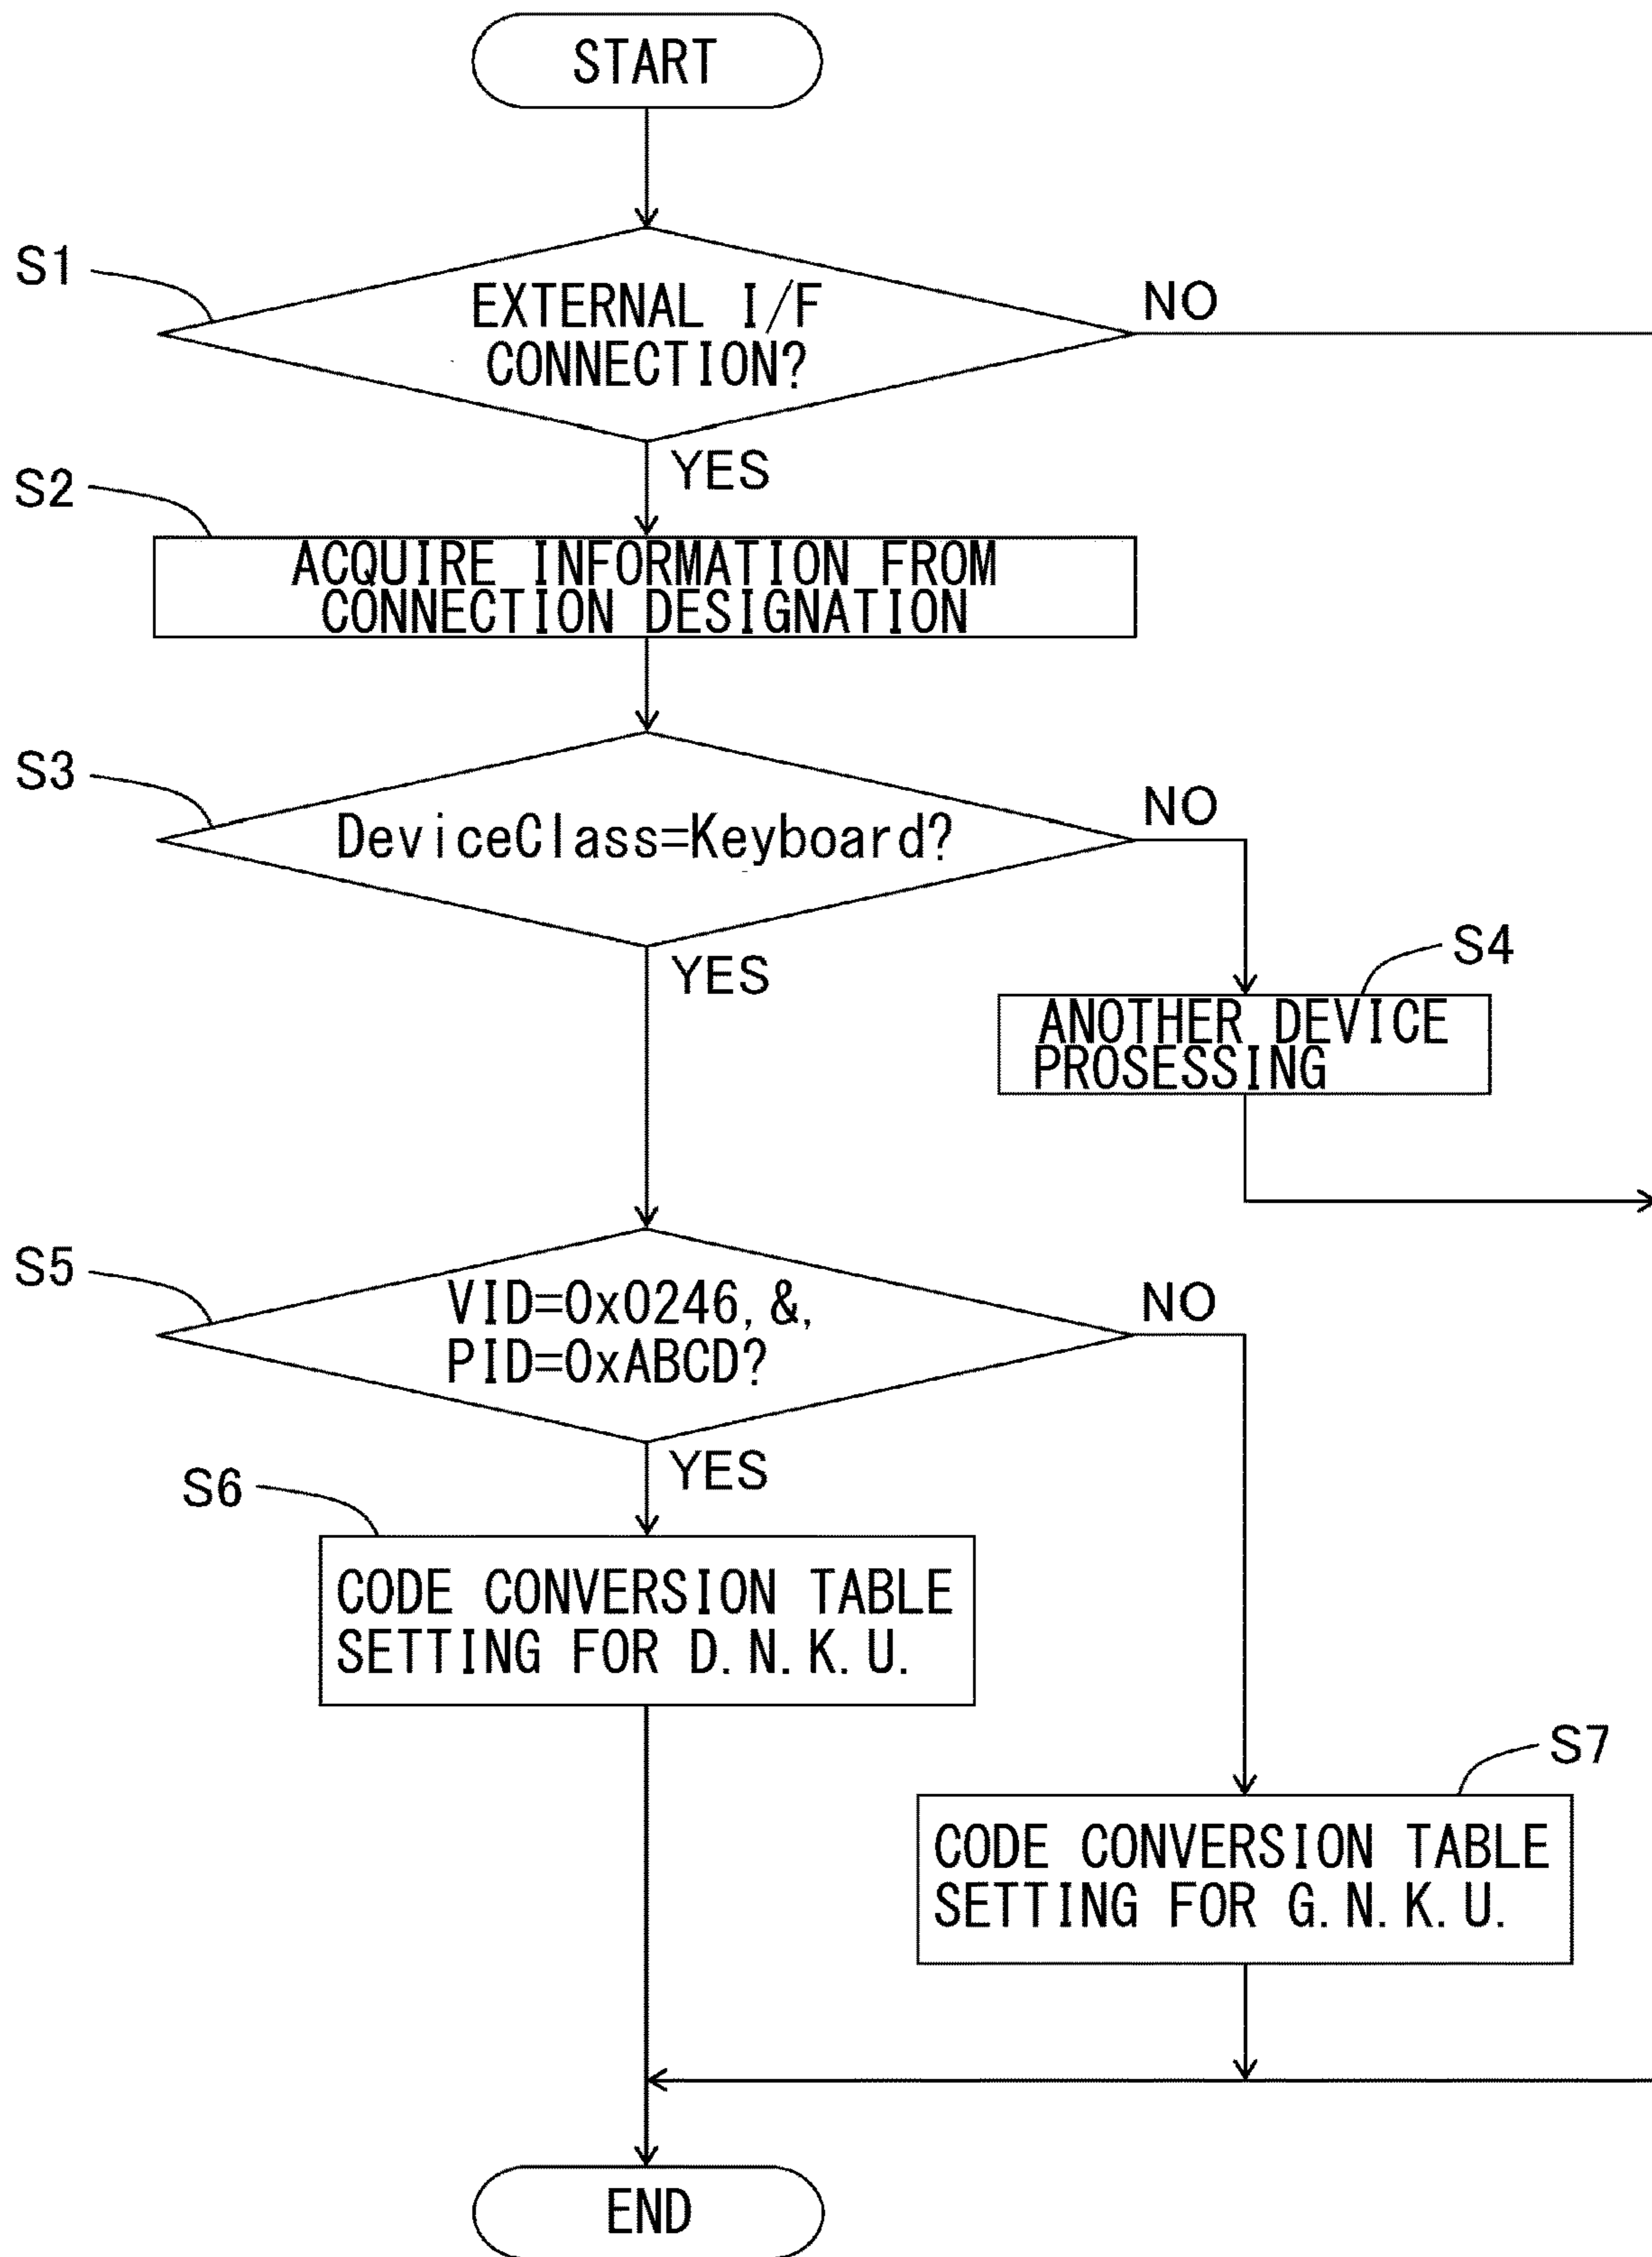 START
S1
EXTERNAL I/F
CONNECTION?
NO
YES
S2
ACQUIRE INFORMATION FROM
CONNECTION DESIGNATION
S3
DeviceClass=Keyboard?
NO
YES
S4
ANOTHER DEVICE
PROSESSING
S5
VID=0x0246,&,
PID=0xABCD?
NO
YES
S6
CODE CONVERSION TABLE
SETTING FOR D.N.K.U.
S7
CODE CONVERSION TABLE
SETTING FOR G.N.K.U.
END